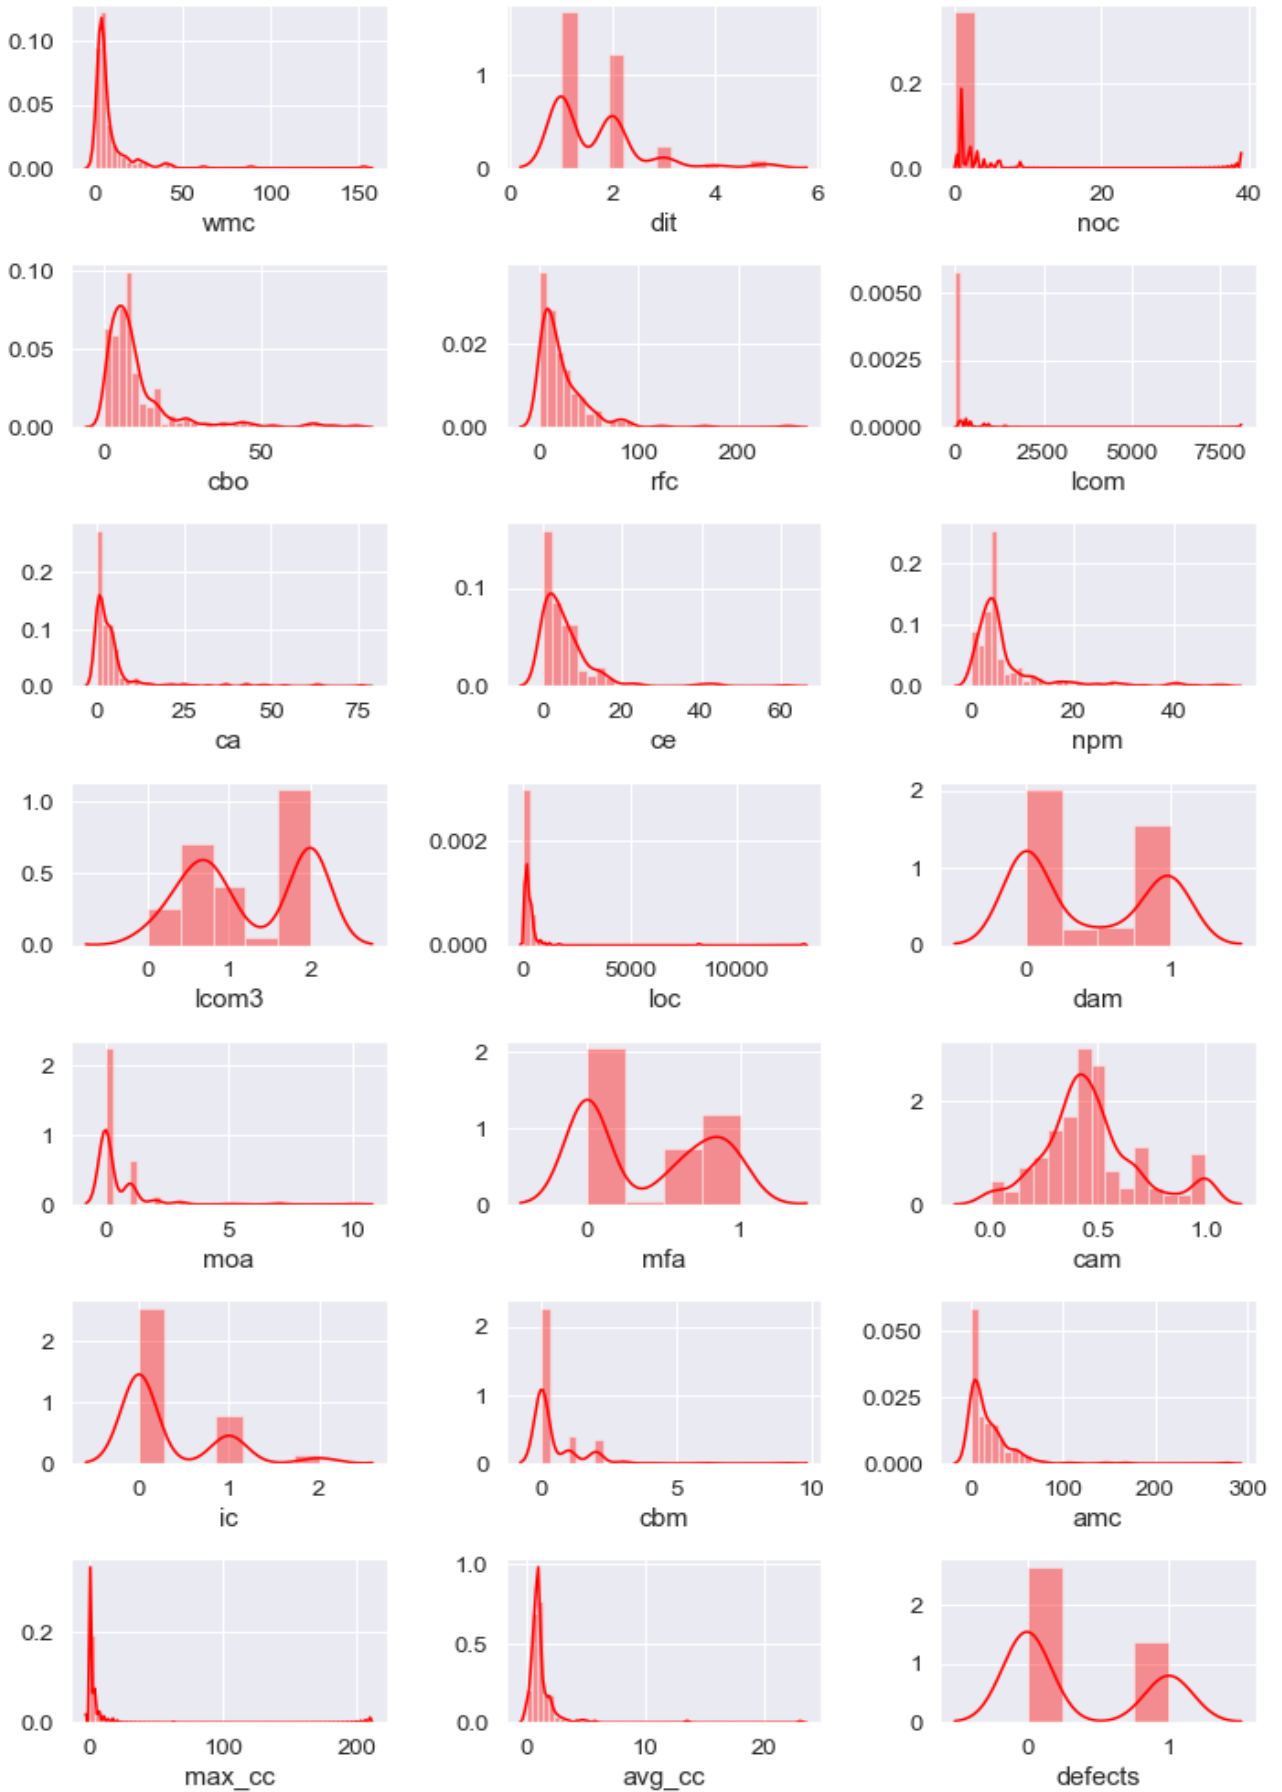 0.10
0.05
0.00
0 50 100 150
wmc
1
0
0 2 4 6
dit
0.2
0.0
0 20 40
noc
0.10
0.05
0.00
0 50
cbo
0.02
0.00
0 100 200
rfc
0.0050
0.0025
0.0000
0 2500 5000 7500
lcom
0.2
0.1
0.0
0 25 50 75
ca
0.1
0.0
0 20 40 60
ce
0.2
0.1
0.0
0 20 40
npm
1.0
0.5
0.0
0 1 2
lcom3
0.002
0.000
0 5000 10000
loc
2
1
0
0 1
dam
2
1
0
0 5 10
moa
2
1
0
0 1
mfa
2
0
0.0 0.5 1.0
cam
2
1
0
0 1 2
ic
2
1
0
0 5 10
cbm
0.050
0.025
0.000
0 100 200 300
amc
0.2
0.0
0 100 200
max_cc
1.0
0.5
0.0
0 10 20
avg_cc
2
1
0
0 1
defects